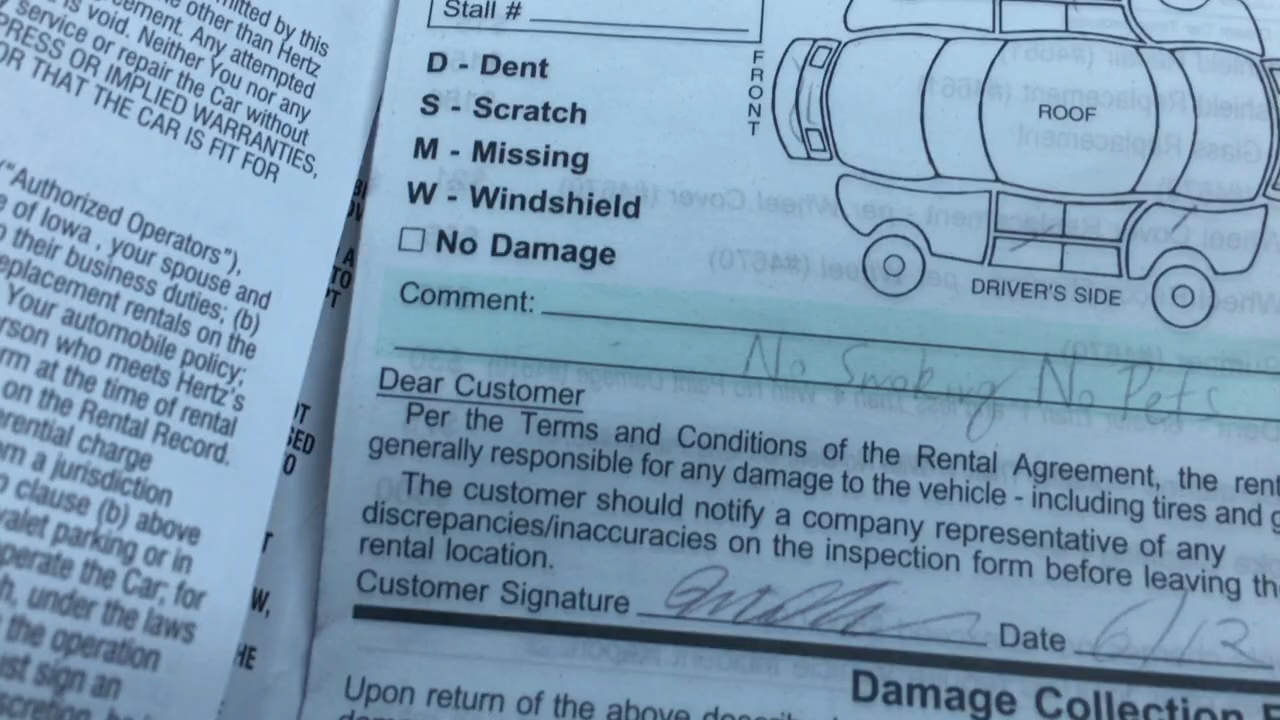 mitted by this
cement. Any attempted
other than Hertz
is void. Neither You nor any
service or repair the Car without
PRESS OR IMPLIED WARRANTIES,
OR THAT THE CAR IS FIT FOR
("Authorized Operators"),
e of Iowa , your spouse and
o their business duties; (b)
eplacement rentals on the
Your automobile policy;
rson who meets Hertz's
rm at the time of rental
on the Rental Record.
erential charge
om a jurisdiction
o clause (b) above
valet parking or in
perate the Car; for
h, under the laws
the operation
ust sign an
Stall #
D - Dent
S - Scratch
M - Missing
W - Windshield
No Damage
FRONT
ROOF
DRIVER'S SIDE
Comment:
No Smoking No Pets
Dear Customer
Per the Terms and Conditions of the Rental Agreement, the rent
generally responsible for any damage to the vehicle - including tires and g
The customer should notify a company representative of any
discrepancies/inaccuracies on the inspection form before leaving th
rental location.
Customer Signature
Date 6/12
Damage Collection
Upon return of the above